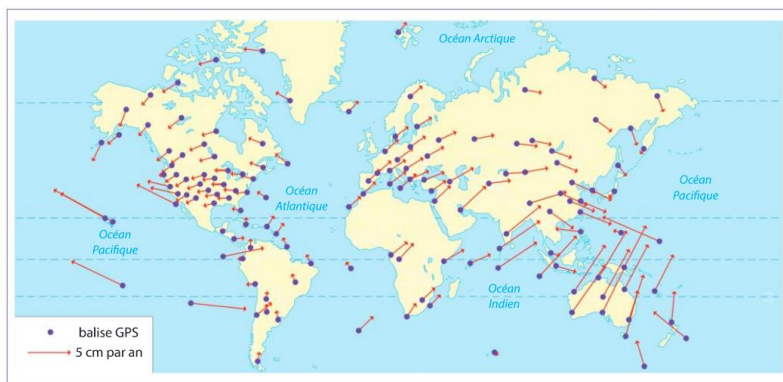 Océan Arctique
Océan
Atlantique
Océan
Pacifique
Océan
Pacifique
Océan
Indien
balise GPS
5 cm par an